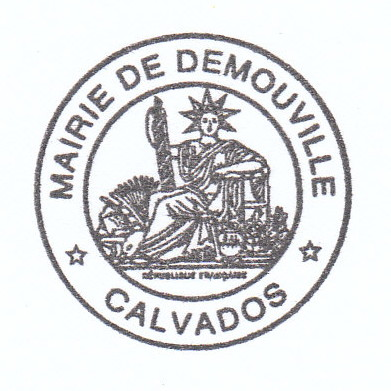 MAIRIE DE DEMOUVILLE
RÉPUBLIQUE FRANÇAISE
CALVADOS